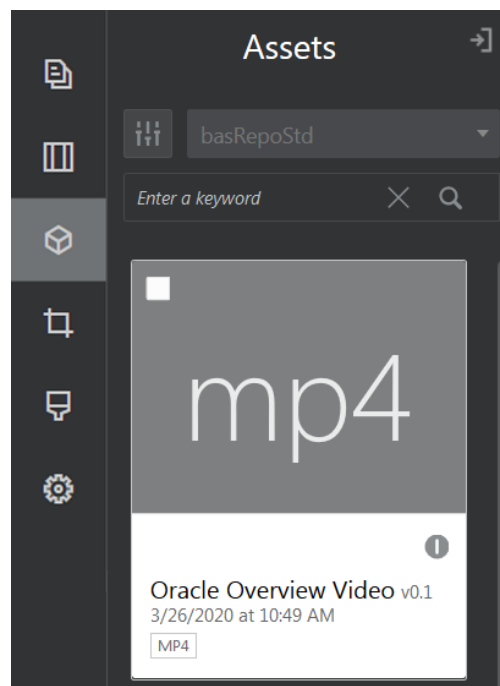 Assets
basRepoStd
Enter a keyword
mp4
Oracle Overview Video v0.1
3/26/2020 at 10:49 AM
MP4